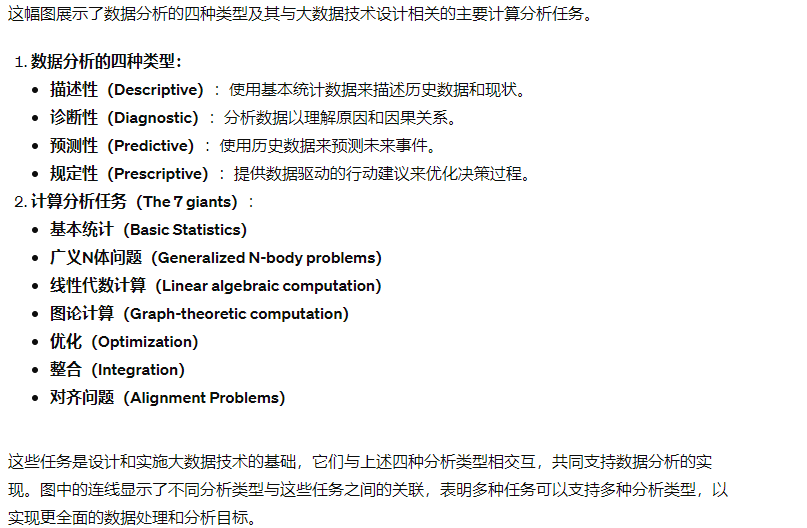 这幅图展示了数据分析的四种类型及其与大数据技术设计相关的主要计算分析任务。
1. 数据分析的四种类型：
• 描述性（Descriptive）：使用基本统计数据来描述历史数据和现状。
• 诊断性（Diagnostic）：分析数据以理解原因和因果关系。
• 预测性（Predictive）：使用历史数据来预测未来事件。
• 规定性（Prescriptive）：提供数据驱动的行动建议来优化决策过程。
2. 计算分析任务（The 7 giants）：
• 基本统计（Basic Statistics）
• 广义N体问题（Generalized N-body problems）
• 线性代数计算（Linear algebraic computation）
• 图论计算（Graph-theoretic computation）
• 优化（Optimization）
• 整合（Integration）
• 对齐问题（Alignment Problems）
这些任务是设计和实施大数据技术的基础，它们与上述四种分析类型相交互，共同支持数据分析的实
现。图中的连线显示了不同分析类型与这些任务之间的关联，表明多种任务可以支持多种分析类型，以
实现更全面的数据处理和分析目标。